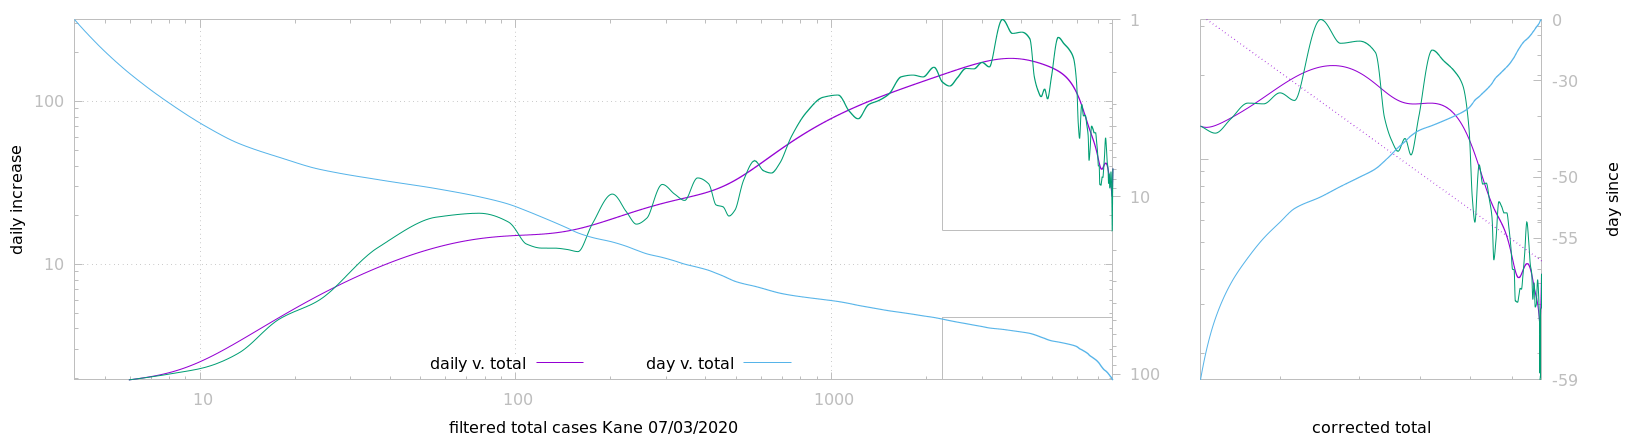 daily increase
100
10
daily v. total
day v. total
10
100
1000
filtered total cases Kane 07/03/2020
1
10
100
0
-30
-50
-55
-59
day since
corrected total